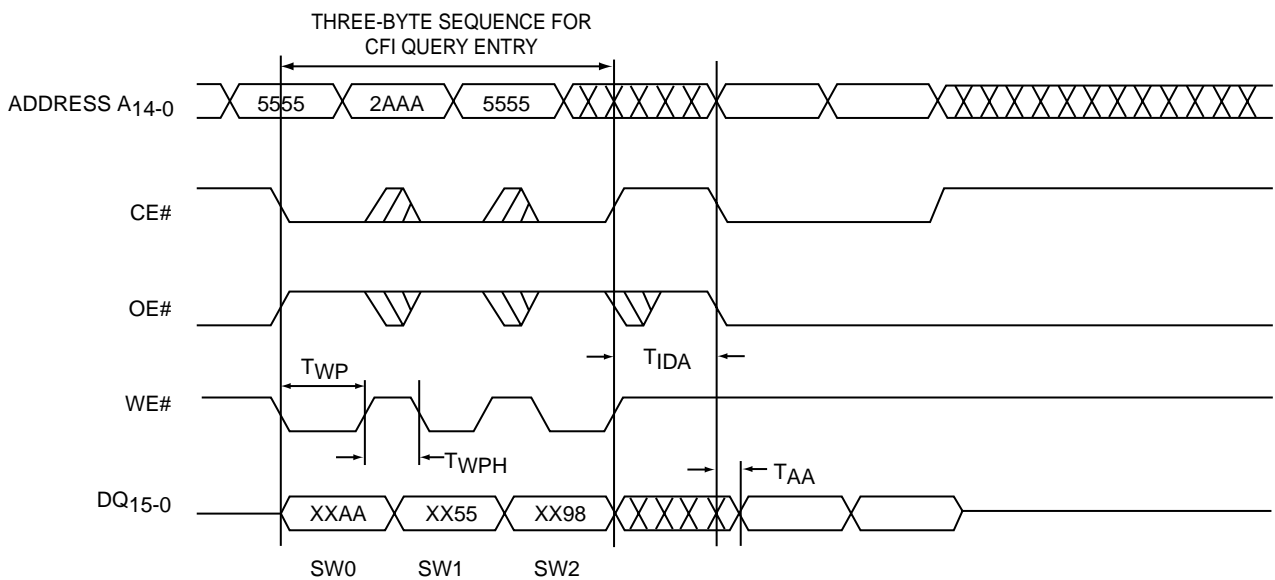 THREE-BYTE SEQUENCE FOR
CFI QUERY ENTRY
ADDRESS A14-0
5555 2AAA 5555
CE#
OE#
TIDA
TWP
WE#
TWPH
TAA
DQ15-0
XXAA XX55 XX98
SW0 SW1 SW2